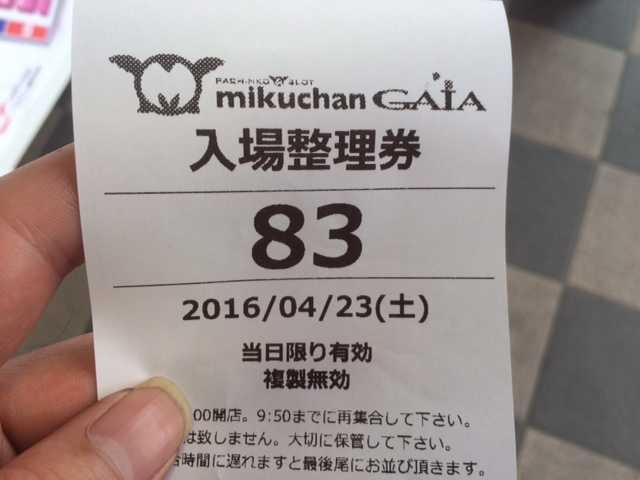 PACHINKO & SLOT
mikuchan GAIA
入場整理券
83
2016/04/23(土)
当日限り有効
複製無効
00開店。9:50までに再集合して下さい。
は致しません。大切に保管して下さい。
時間に遅れますと最後尾にお並び頂きます。